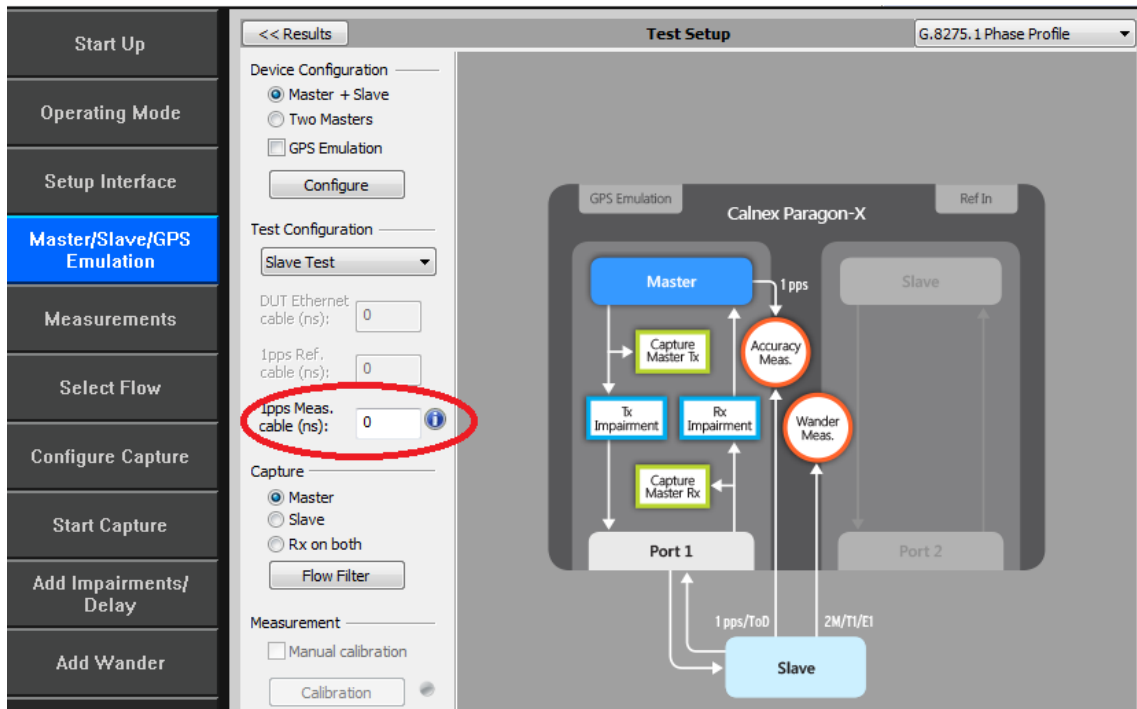 Start Up
Operating Mode
Setup Interface
Master/Slave/GPS
Emulation
Measurements
Select Flow
Configure Capture
Start Capture
Add Impairments/
Delay
Add Wander
<< Results
Test Setup
G.8275.1 Phase Profile
Device Configuration
Master + Slave
Two Masters
GPS Emulation
Configure
Test Configuration
Slave Test
DUT Ethernet
cable (ns):
0
1pps Ref.
cable (ns):
0
1pps Meas.
cable (ns):
0
Capture
Master
Slave
Rx on both
Flow Filter
Measurement
Manual calibration
Calibration
GPS Emulation
Ref In
Calnex Paragon-X
Master
1 pps
Slave
Capture
Master Tx
Accuracy
Meas.
Tx
Impairment
Rx
Impairment
Wander
Meas.
Capture
Master Rx
Port 1
Port 2
1 pps/ToD
2M/T1/E1
Slave